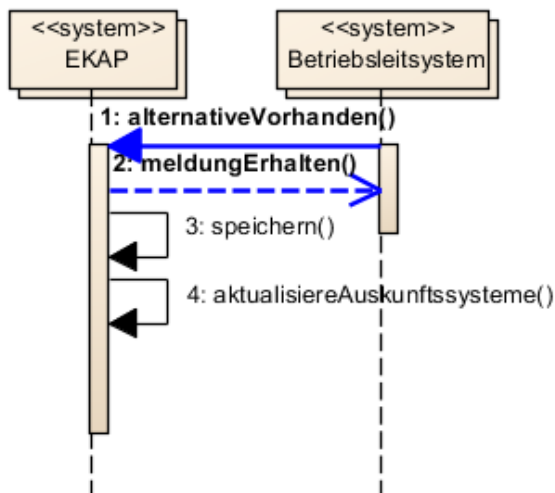 <<system>>
EKAP
<<system>>
Betriebsleitsystem
1: alternativeVorhanden()
2: meldungErhalten()
3: speichern()
4: aktualisiereAuskunftssysteme()